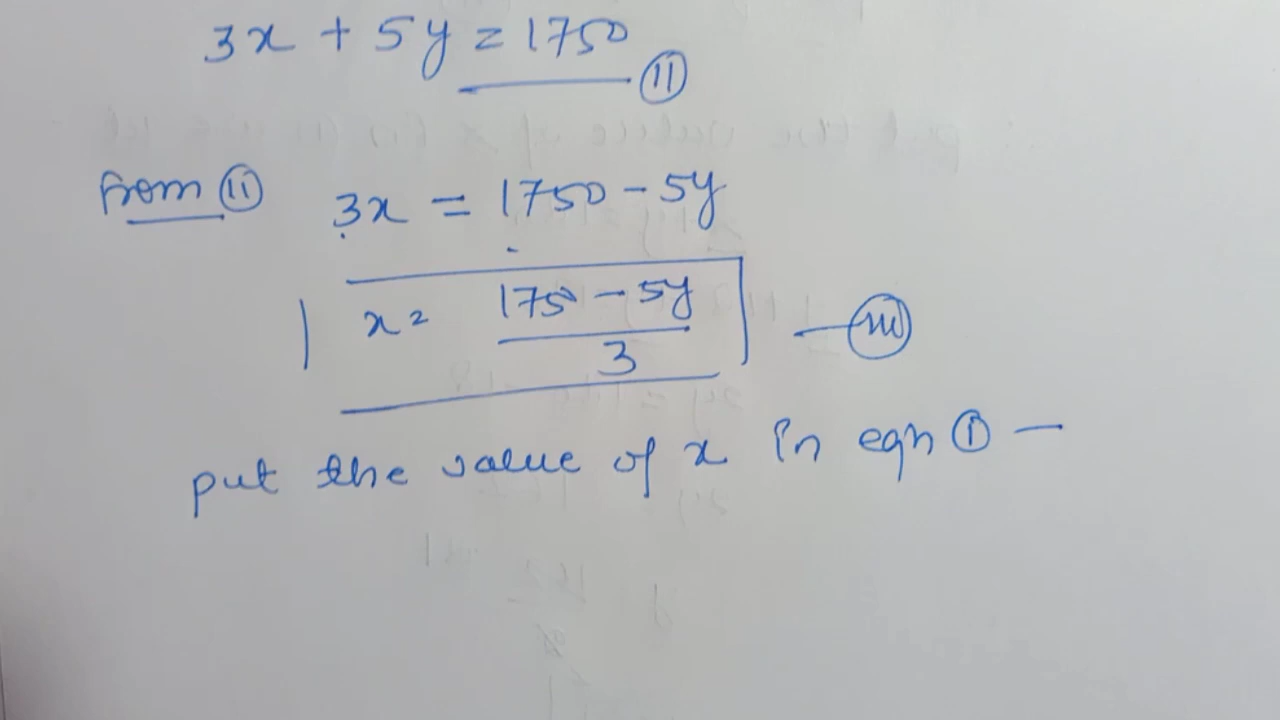 3x + 5y = 1750 (ii)
From (ii) 3x = 1750 - 5y
x = 1750 - 5y (iii)
3
put the value of x in eqn (i) —